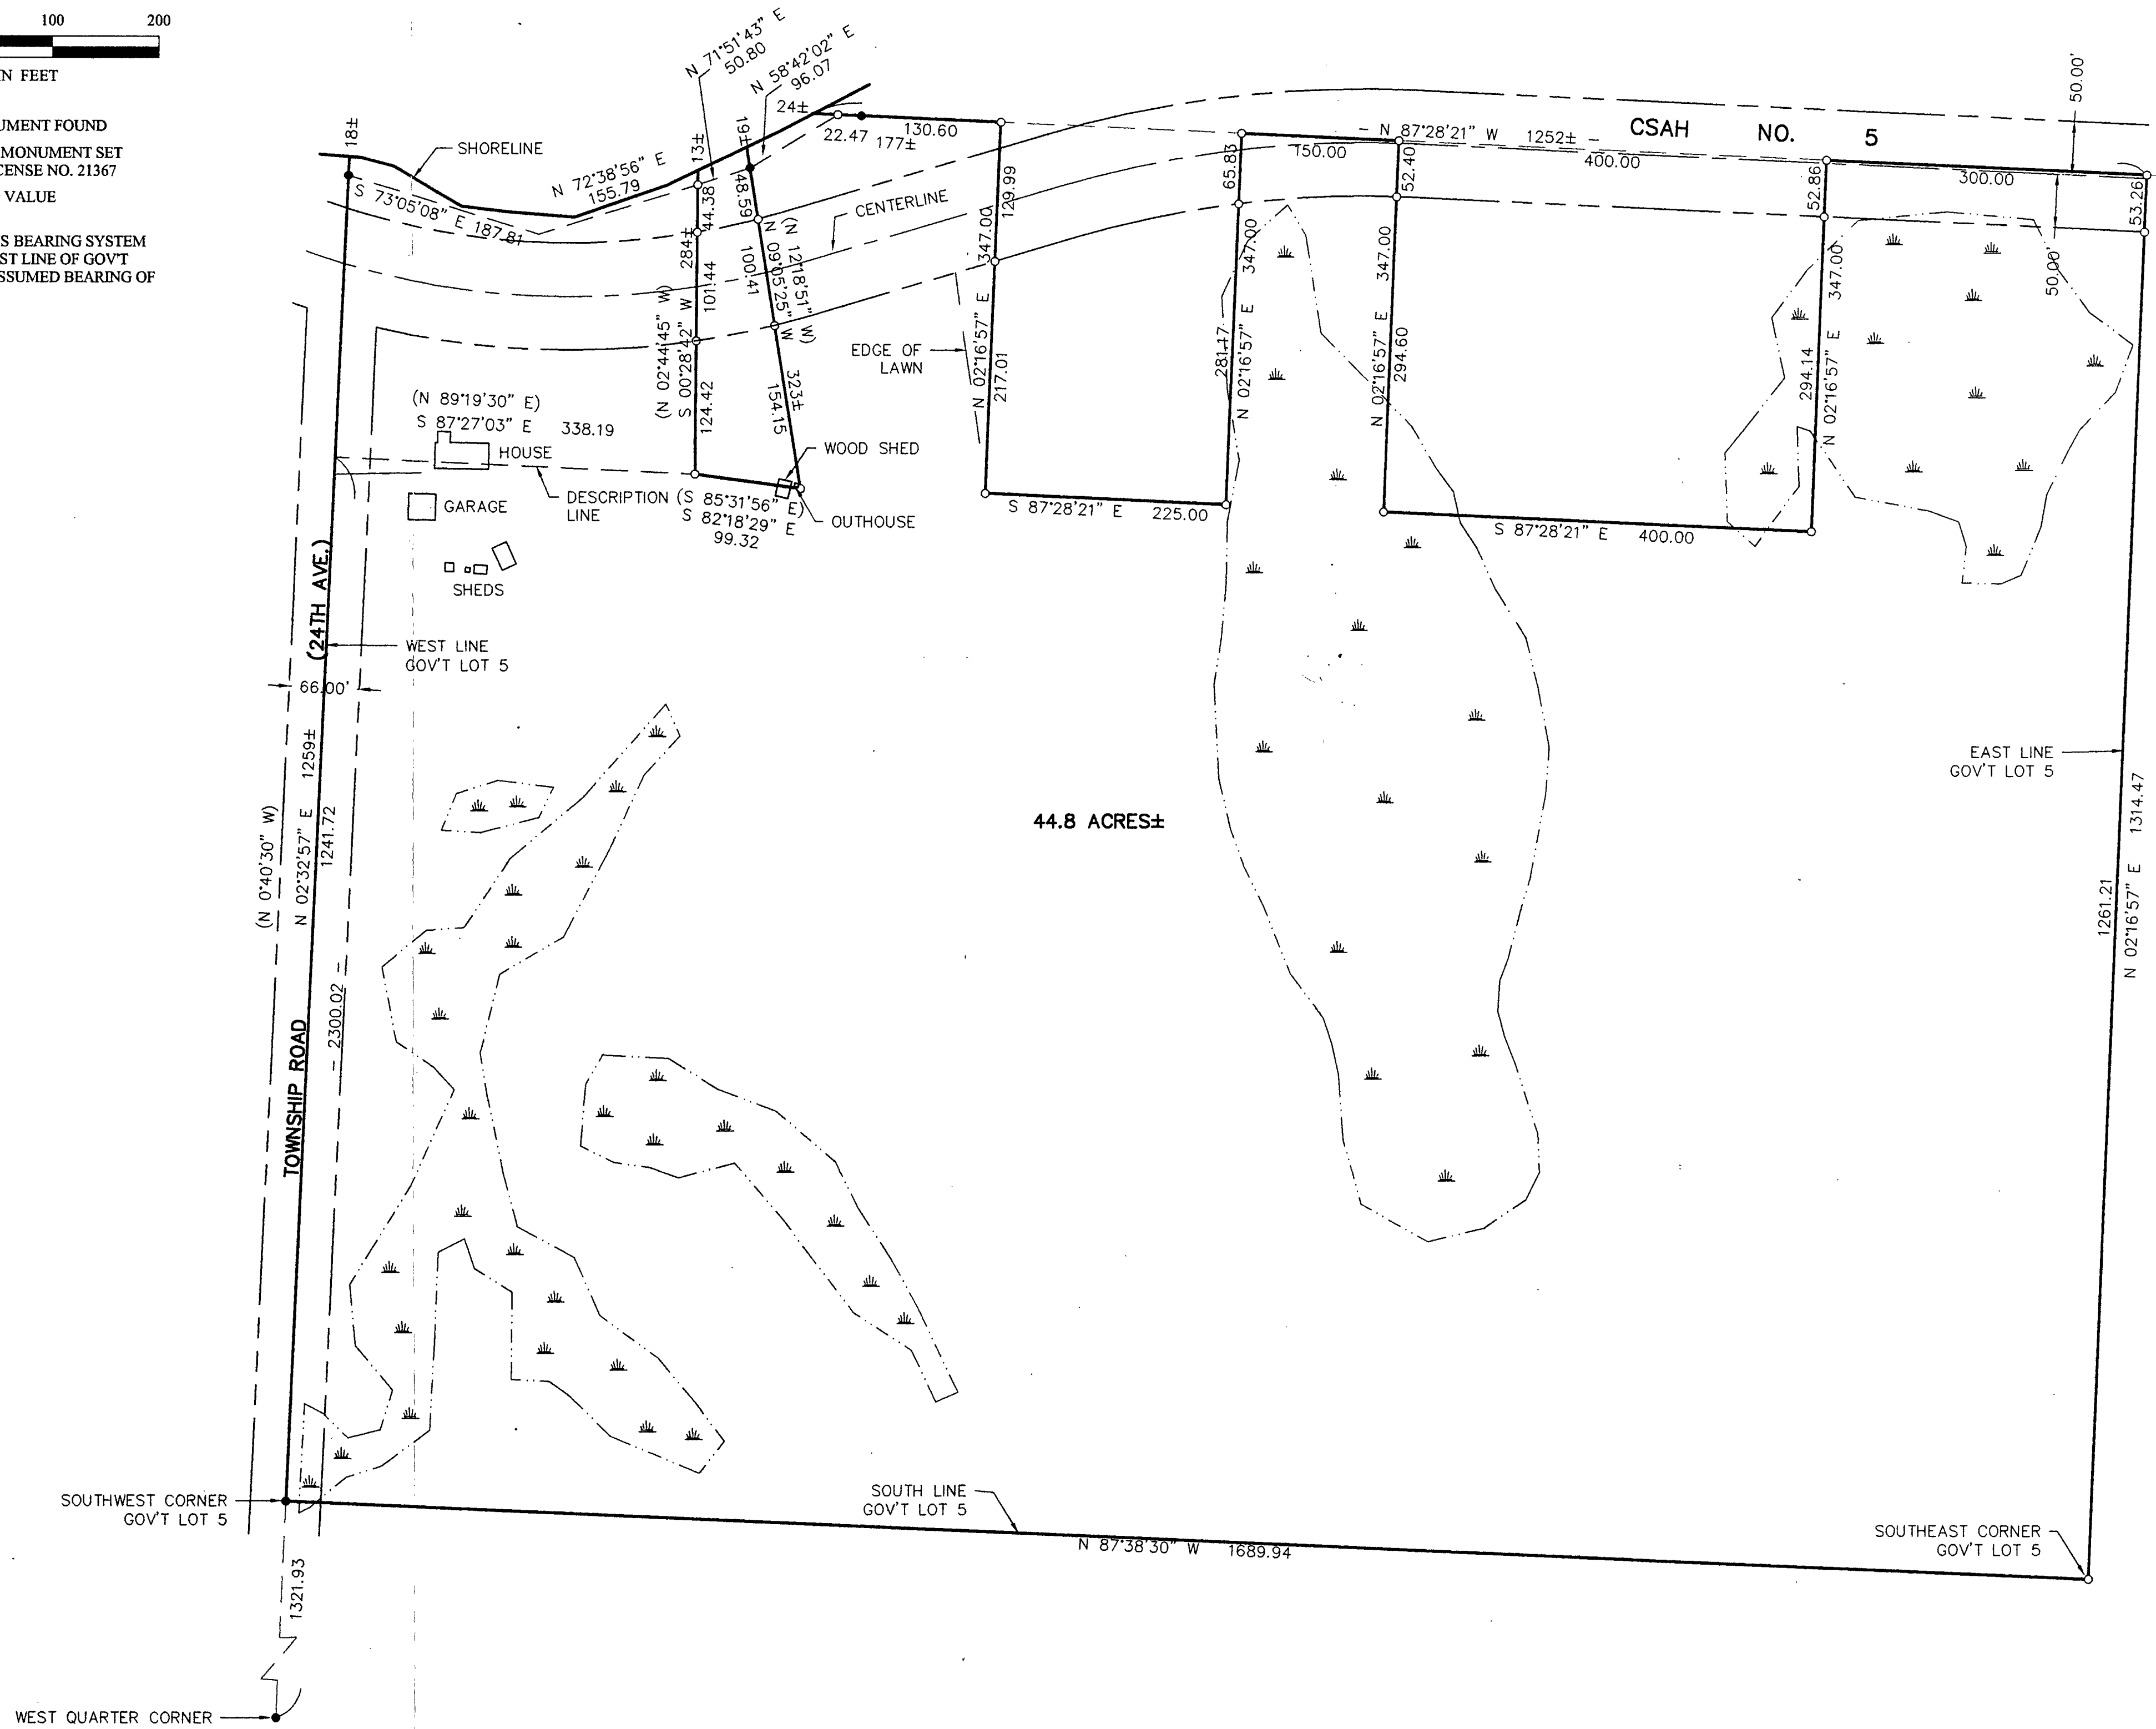 100 200
IN FEET
UMENT FOUND
MONUMENT SET
CENSE NO. 21367
VALUE
S BEARING SYSTEM
ST LINE OF GOV'T
SSUMED BEARING OF
N 71°51'43" E
50.80
N 58°42'02" E
96.07
18±
SHORELINE
N 72°38'56" E
155.79
S 73°05'08" E 187.81
13±
19±
24±
22.47
177±
130.60
44.38
284±
101.44
(N 02°44'45" W)
S 00°28'42" W
124.42
48.59
100.41
(N 12°18'51" W)
N 09°05'25" W
323±
154.15
CENTERLINE
129.99
347.00
N 02°16'57" E
217.01
EDGE OF
LAWN
65.83
347.00
N 02°16'57" E
281.17
150.00
N 87°28'21" W 1252±
CSAH NO. 5
400.00
52.40
347.00
N 02°16'57" E
294.60
52.86
347.00
N 02°16'57" E
294.14
300.00
50.00'
50.00'
53.26
(N 89°19'30" E)
S 87°27'03" E 338.19
HOUSE
WOOD SHED
GARAGE
DESCRIPTION
LINE
(S 85°31'56" E)
S 82°18'29" E
99.32
OUTHOUSE
S 87°28'21" E 225.00
S 87°28'21" E 400.00
SHEDS
(24TH AVE.)
WEST LINE
GOV'T LOT 5
66.00'
EAST LINE
GOV'T LOT 5
44.8 ACRES±
(N 0°40'30" W)
N 02°32'57" E 1259±
1241.72
- 2300.02 -
TOWNSHIP ROAD
1261.21
N 02°16'57" E 1314.47
SOUTHWEST CORNER
GOV'T LOT 5
SOUTH LINE
GOV'T LOT 5
N 87°38'30" W 1689.94
SOUTHEAST CORNER
GOV'T LOT 5
1321.93
WEST QUARTER CORNER